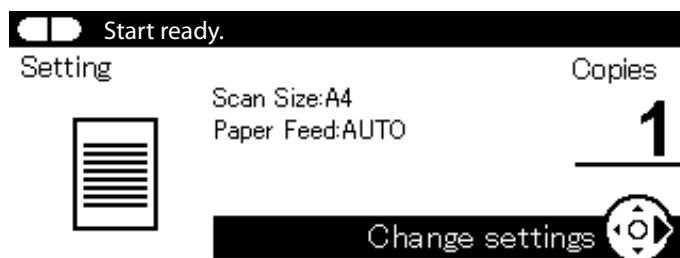 Start ready.
Setting
Copies
Scan Size:A4
Paper Feed:AUTO
1
Change settings